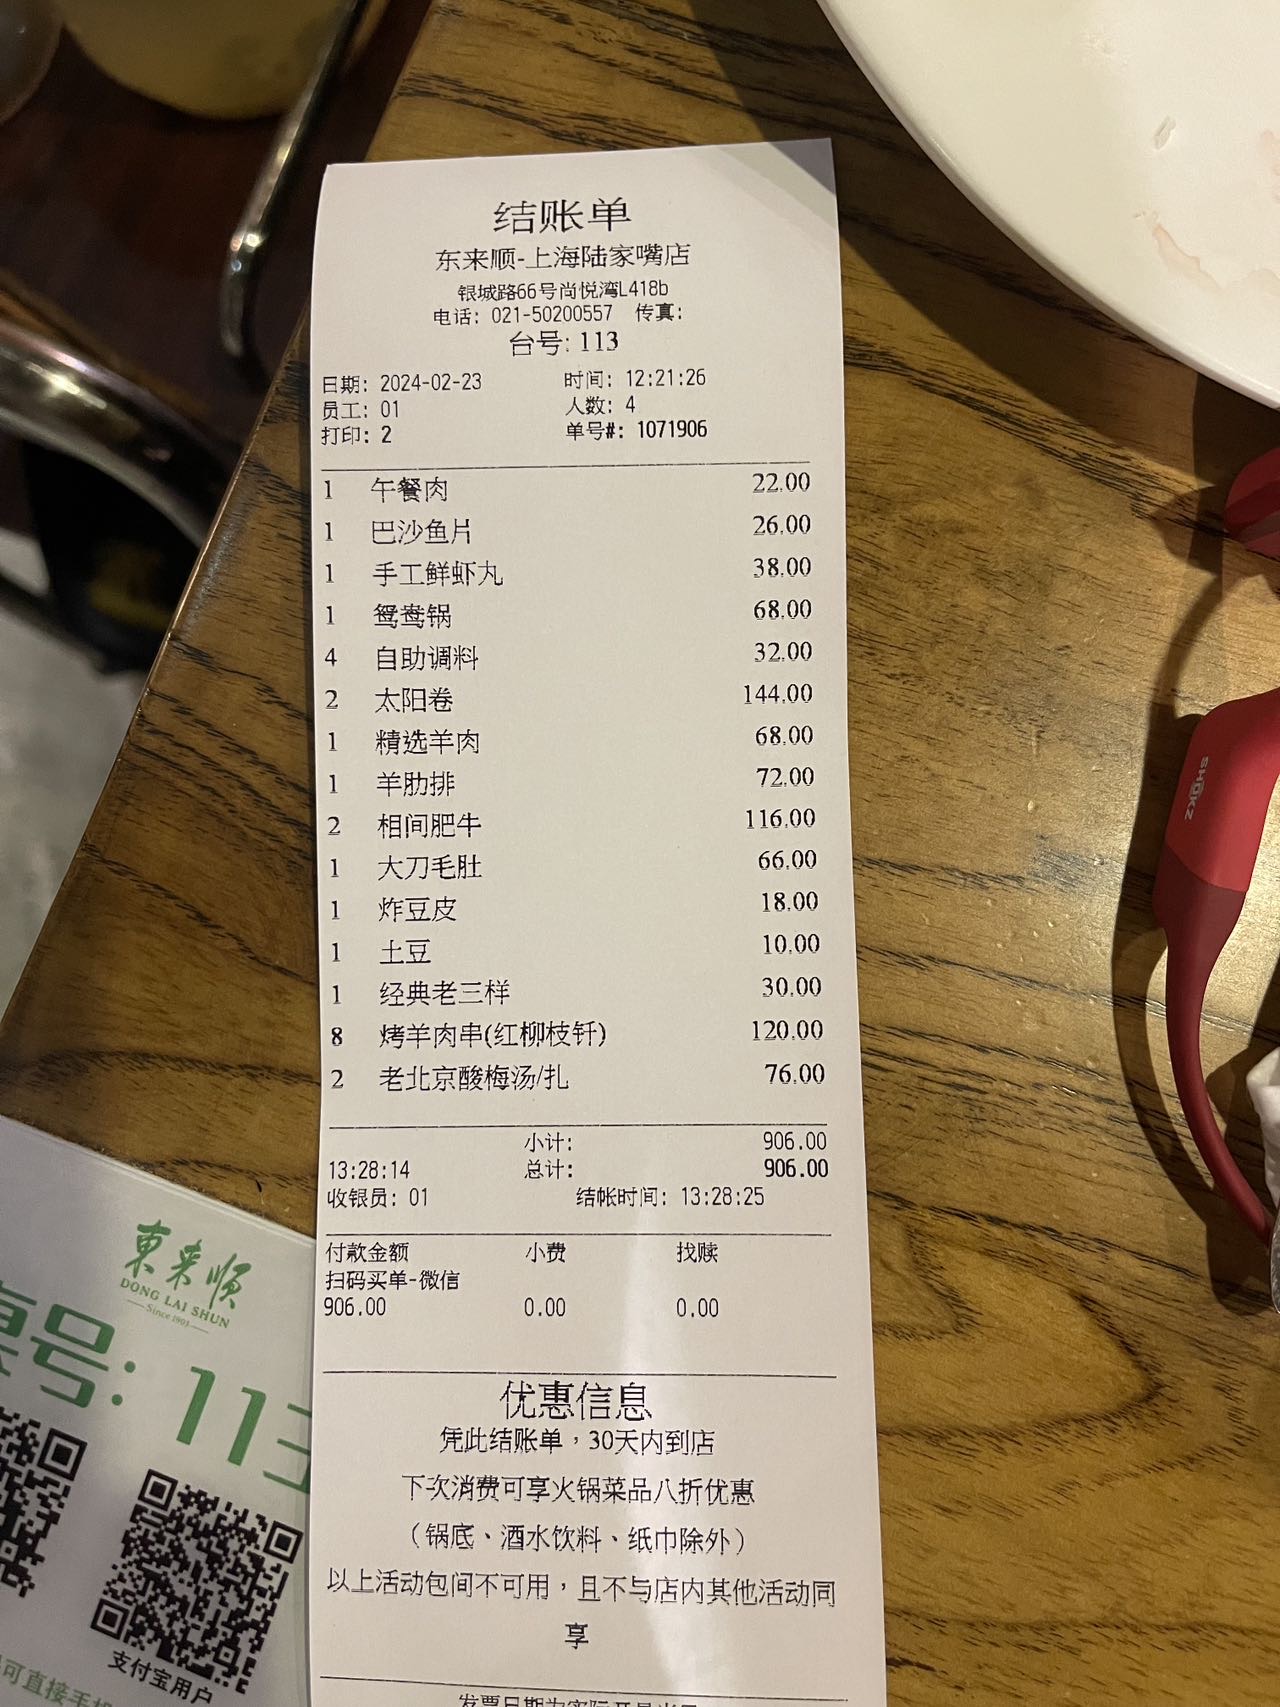 结账单
东来顺-上海陆家嘴店
银城路66号尚悦湾L418b
电话: 021-50200557 传真:
台号: 113
日期: 2024-02-23 时间: 12:21:26
员工: 01 人数: 4
打印: 2 单号#: 1071906
1 午餐肉 22.00
1 巴沙鱼片 26.00
1 手工鲜虾丸 38.00
1 鸳鸯锅 68.00
4 自助调料 32.00
2 太阳卷 144.00
1 精选羊肉 68.00
1 羊肋排 72.00
2 相间肥牛 116.00
1 大刀毛肚 66.00
1 炸豆皮 18.00
1 土豆 10.00
1 经典老三样 30.00
8 烤羊肉串(红柳枝钎) 120.00
2 老北京酸梅汤/扎 76.00
小计: 906.00
13:28:14 总计: 906.00
收银员: 01 结帐时间: 13:28:25
付款金额 小费 找赎
扫码买单-微信
906.00 0.00 0.00
优惠信息
凭此结账单，30天内到店
下次消费可享火锅菜品八折优惠
（锅底、酒水饮料、纸巾除外）
以上活动包间不可用，且不与店内其他活动同
享
发票日期为实际开具
東来順
DONG LAI SHUN
Since 1903
号: 113
支付宝用户
可直接手机
SHOKZ